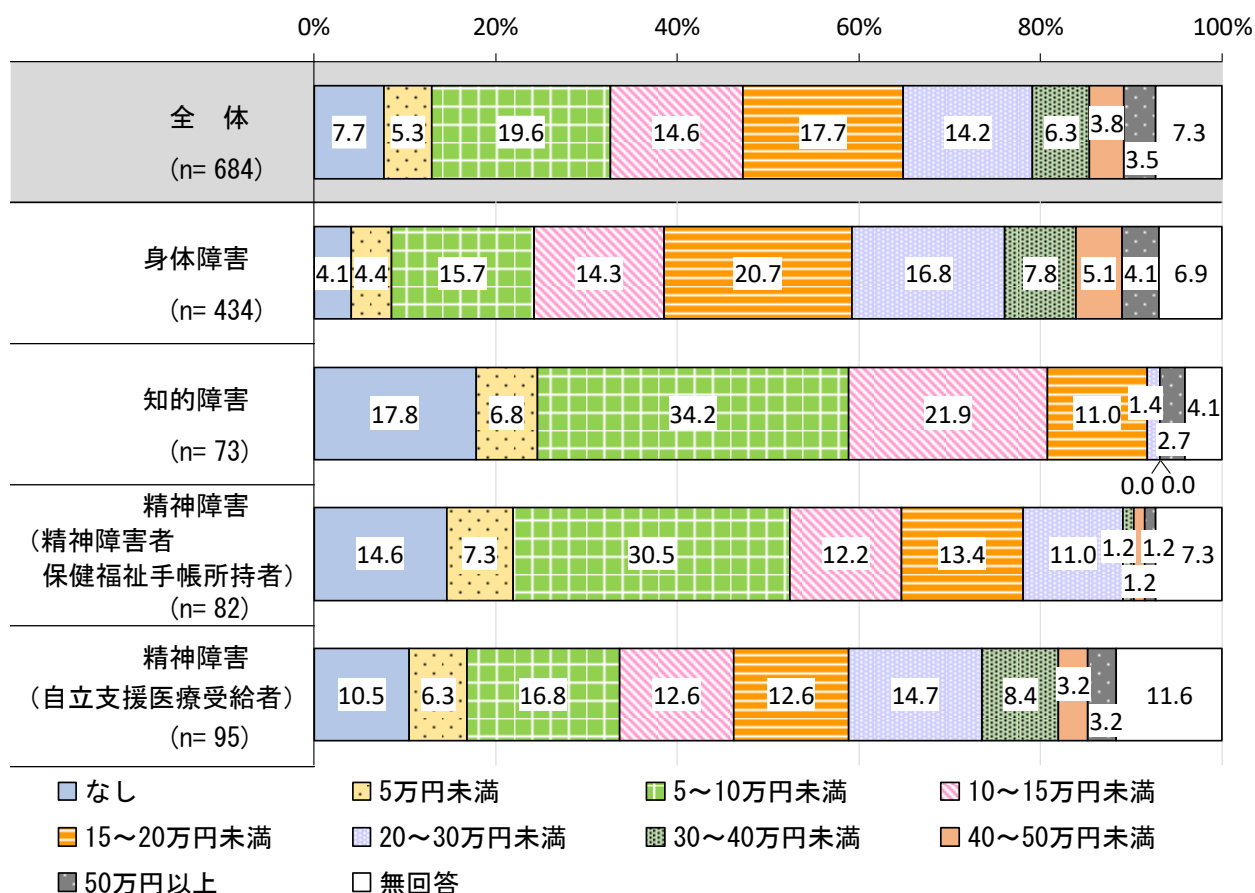 0% 20% 40% 60% 80% 100%
全　体
(n= 684)
7.7 5.3 19.6 14.6 17.7 14.2 6.3 3.8 3.5 7.3
身体障害
(n= 434)
4.1 4.4 15.7 14.3 20.7 16.8 7.8 5.1 4.1 6.9
知的障害
(n= 73)
17.8 6.8 34.2 21.9 11.0 1.4 0.0 0.0 2.7 4.1
精神障害
(精神障害者
保健福祉手帳所持者)
(n= 82)
14.6 7.3 30.5 12.2 13.4 11.0 1.2 1.2 1.2 7.3
精神障害
(自立支援医療受給者)
(n= 95)
10.5 6.3 16.8 12.6 12.6 14.7 8.4 3.2 3.2 11.6
なし 5万円未満 5～10万円未満 10～15万円未満
15～20万円未満 20～30万円未満 30～40万円未満 40～50万円未満
50万円以上 無回答